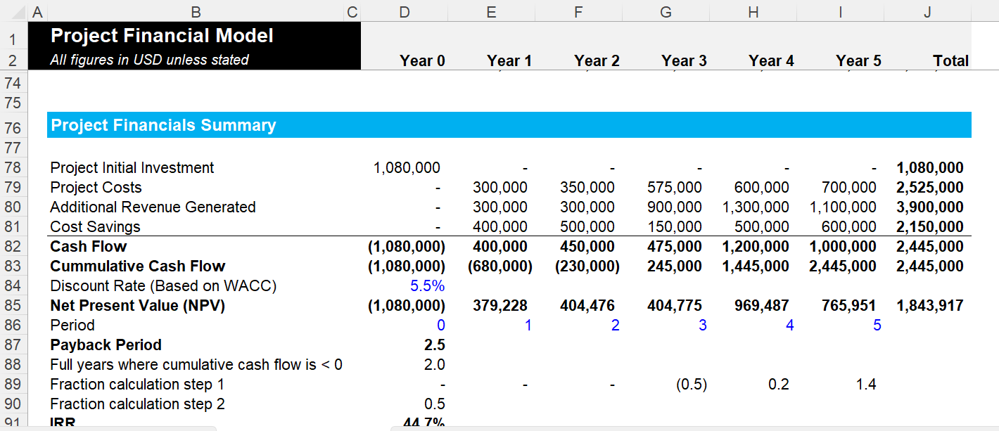 A B C D E F G H I J
1 Project Financial Model
2 All figures in USD unless stated Year 0 Year 1 Year 2 Year 3 Year 4 Year 5 Total
74
75
76 Project Financials Summary
77
78 Project Initial Investment 1,080,000 - - - - - 1,080,000
79 Project Costs - 300,000 350,000 575,000 600,000 700,000 2,525,000
80 Additional Revenue Generated - 300,000 300,000 900,000 1,300,000 1,100,000 3,900,000
81 Cost Savings - 400,000 500,000 150,000 500,000 600,000 2,150,000
82 Cash Flow (1,080,000) 400,000 450,000 475,000 1,200,000 1,000,000 2,445,000
83 Cummulative Cash Flow (1,080,000) (680,000) (230,000) 245,000 1,445,000 2,445,000 2,445,000
84 Discount Rate (Based on WACC) 5.5%
85 Net Present Value (NPV) (1,080,000) 379,228 404,476 404,775 969,487 765,951 1,843,917
86 Period 0 1 2 3 4 5
87 Payback Period 2.5
88 Full years where cumulative cash flow is < 0 2.0
89 Fraction calculation step 1 - - - (0.5) 0.2 1.4
90 Fraction calculation step 2 0.5
91 IRR 44.7%